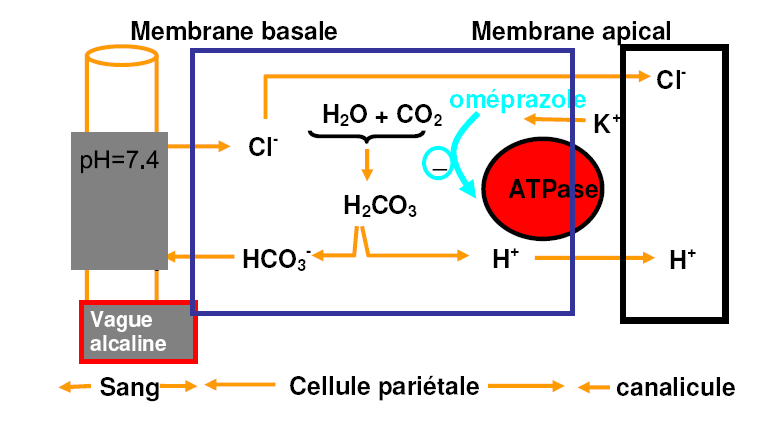 Membrane basale Membrane apical
Cl-
oméprazole
H2O + CO2
K+
Cl-
pH=7.4
ATPase
H2CO3
HCO3- H+ H+
Vague
alcaline
Sang Cellule pariétale canalicule